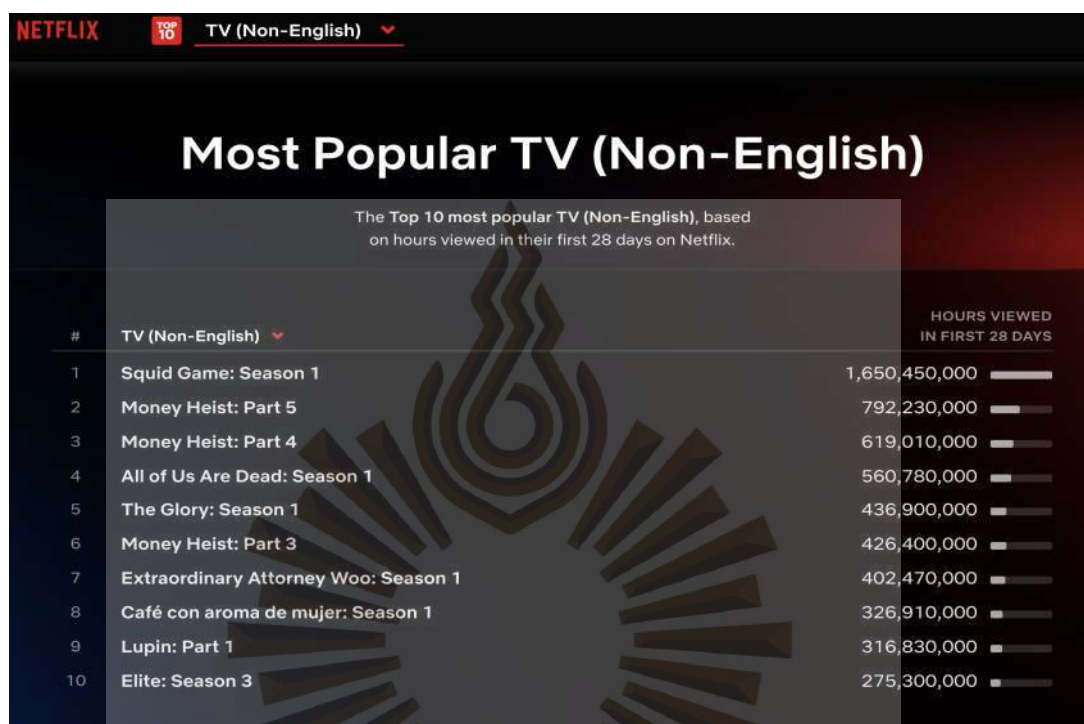 NETFLIX TOP 10 TV (Non-English)
Most Popular TV (Non-English)
The Top 10 most popular TV (Non-English), based
on hours viewed in their first 28 days on Netflix.
# TV (Non-English) HOURS VIEWED IN FIRST 28 DAYS
1 Squid Game: Season 1 1,650,450,000
2 Money Heist: Part 5 792,230,000
3 Money Heist: Part 4 619,010,000
4 All of Us Are Dead: Season 1 560,780,000
5 The Glory: Season 1 436,900,000
6 Money Heist: Part 3 426,400,000
7 Extraordinary Attorney Woo: Season 1 402,470,000
8 Café con aroma de mujer: Season 1 326,910,000
9 Lupin: Part 1 316,830,000
10 Elite: Season 3 275,300,000